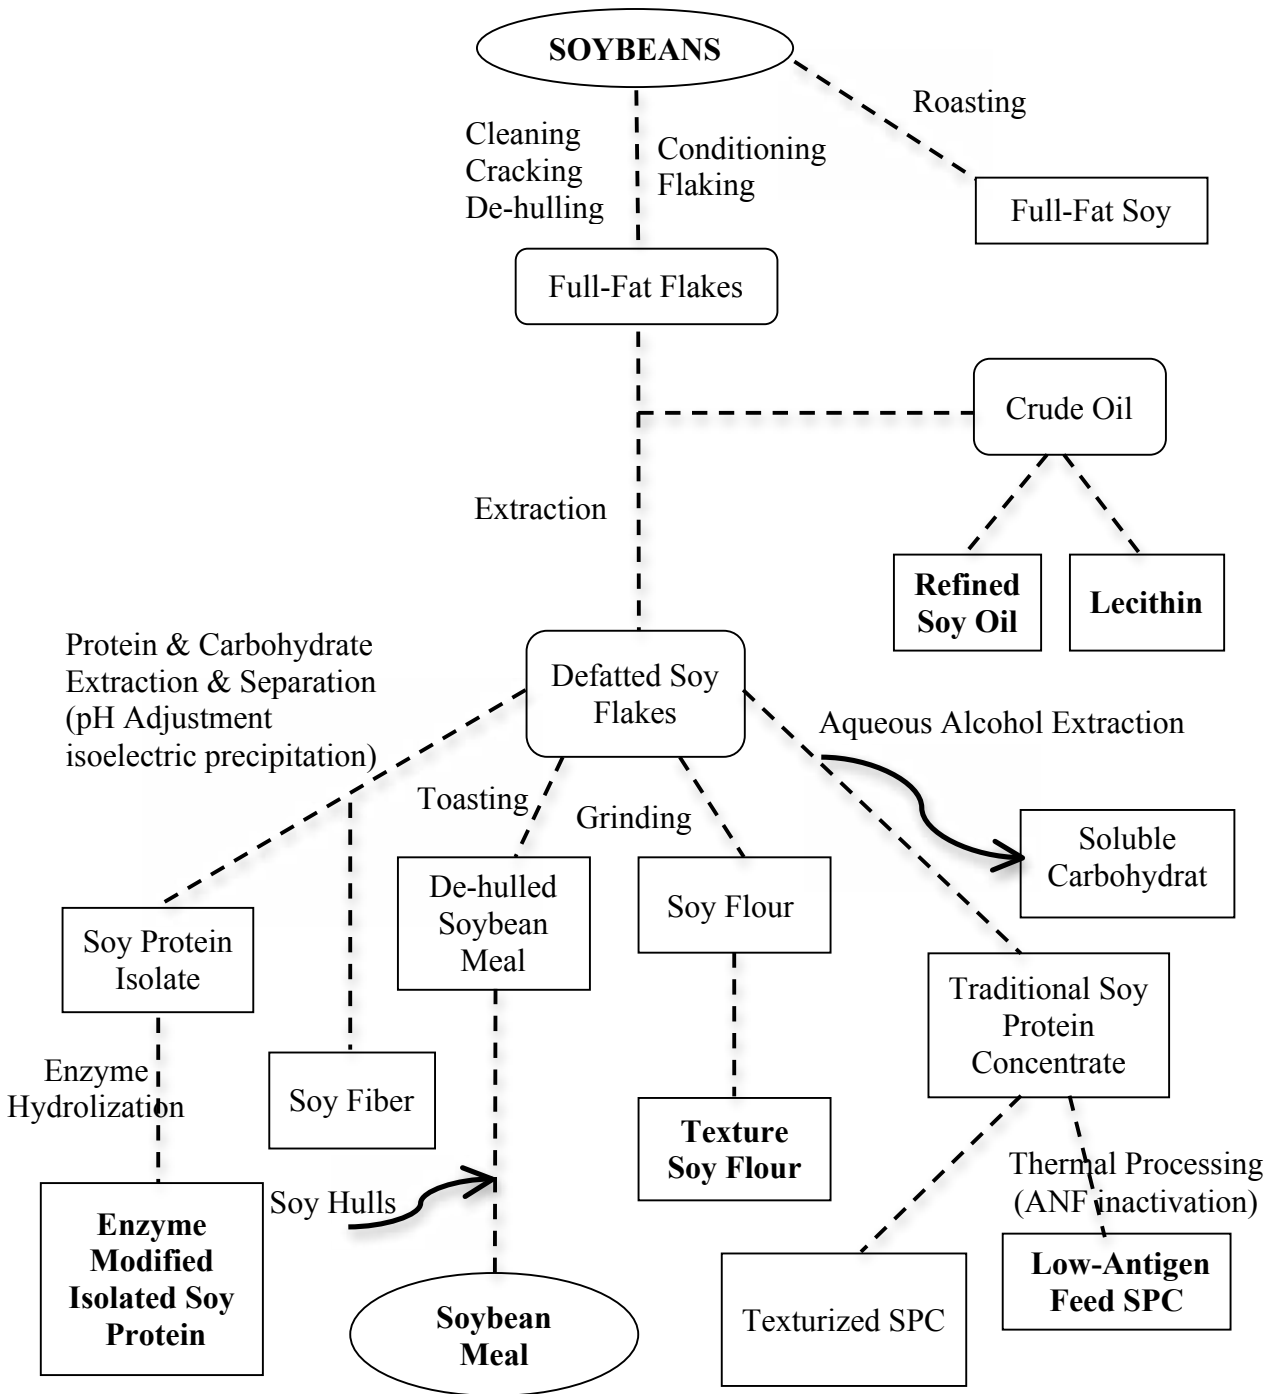 SOYBEANS
Roasting
Cleaning
Cracking
De-hulling
Conditioning
Flaking
Full-Fat Soy
Full-Fat Flakes
Crude Oil
Extraction
Refined
Soy Oil
Lecithin
Protein & Carbohydrate
Extraction & Separation
(pH Adjustment
isoelectric precipitation)
Defatted Soy
Flakes
Aqueous Alcohol Extraction
Toasting
Grinding
Soluble
Carbohydrat
De-hulled
Soybean
Meal
Soy Flour
Soy Protein
Isolate
Traditional Soy
Protein
Concentrate
Enzyme
Hydrolization
Soy Fiber
Texture
Soy Flour
Thermal Processing
(ANF inactivation)
Soy Hulls
Enzyme
Modified
Isolated Soy
Protein
Soybean
Meal
Texturized SPC
Low-Antigen
Feed SPC